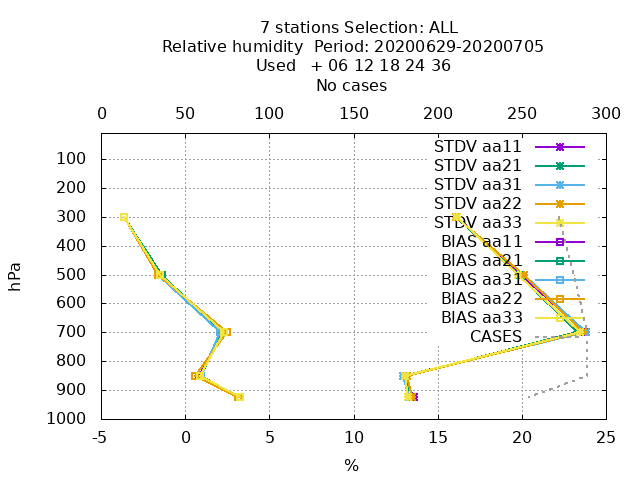 7 stations Selection: ALL
Relative humidity  Period: 20200629-20200705
Used   + 06 12 18 24 36
No cases
0 50 100 150 200 250 300
STDV aa11
100
STDV aa21
STDV aa31
200
STDV aa22
300
STDV aa33
BIAS aa11
400
BIAS aa21
hPa
500
BIAS aa31
BIAS aa22
600
BIAS aa33
700
CASES
800
900
1000
-5 0 5 10 15 20 25
%